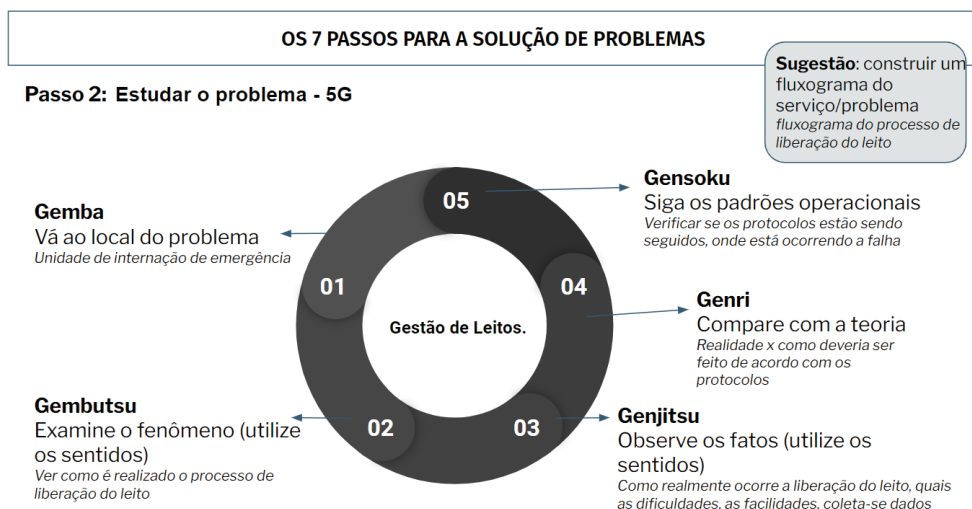 OS 7 PASSOS PARA A SOLUÇÃO DE PROBLEMAS
Sugestão: construir um
fluxograma do
serviço/problema
fluxograma do processo de
liberação do leito
Passo 2: Estudar o problema - 5G
Gemba
Vá ao local do problema
Unidade de internação de emergência
01
Gembutsu
Examine o fenômeno (utilize
os sentidos)
Ver como é realizado o processo de
liberação do leito
02
Genjitsu
Observe os fatos (utilize os
sentidos)
Como realmente ocorre a liberação do leito, quais
as dificuldades, as facilidades, coleta-se dados
03
Genri
Compare com a teoria
Realidade x como deveria ser
feito de acordo com os
protocolos
04
Gensoku
Siga os padrões operacionais
Verificar se os protocolos estão sendo
seguidos, onde está ocorrendo a falha
05
Gestão de Leitos.